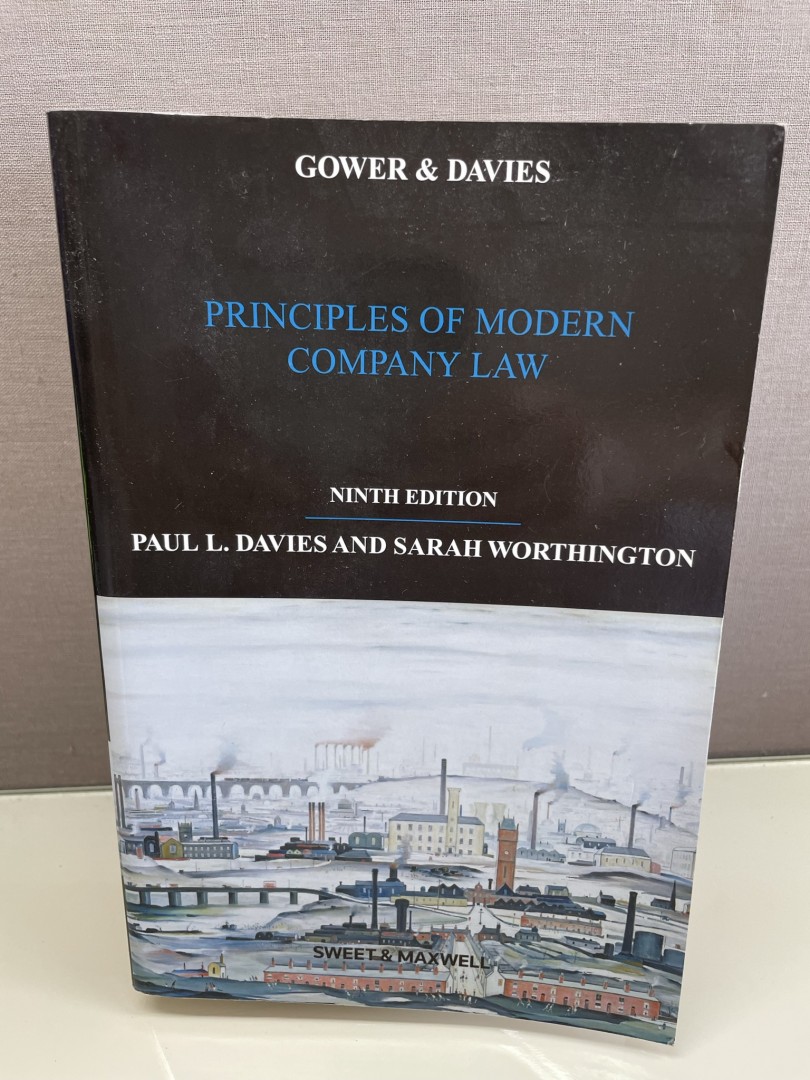 GOWER & DAVIES
PRINCIPLES OF MODERN
COMPANY LAW
NINTH EDITION
PAUL L. DAVIES AND SARAH WORTHINGTON
SWEET & MAXWELL